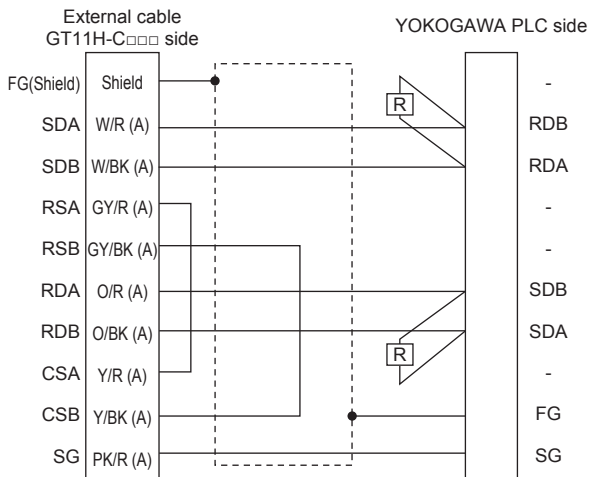 External cable
GT11H-C□□□ side
YOKOGAWA PLC side
FG(Shield) Shield -
R
SDA W/R (A) RDB
SDB W/BK (A) RDA
RSA GY/R (A) -
RSB GY/BK (A) -
RDA O/R (A) SDB
RDB O/BK (A) SDA
R
CSA Y/R (A) -
CSB Y/BK (A) FG
SG PK/R (A) SG